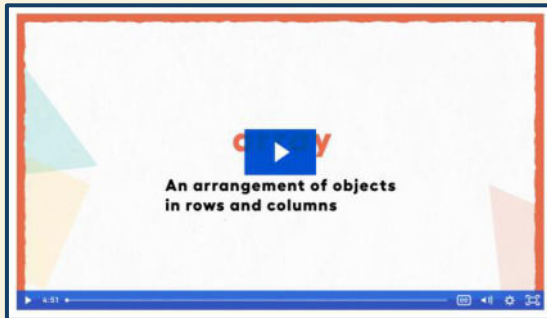 An arrangement of objects
in rows and columns
4:51